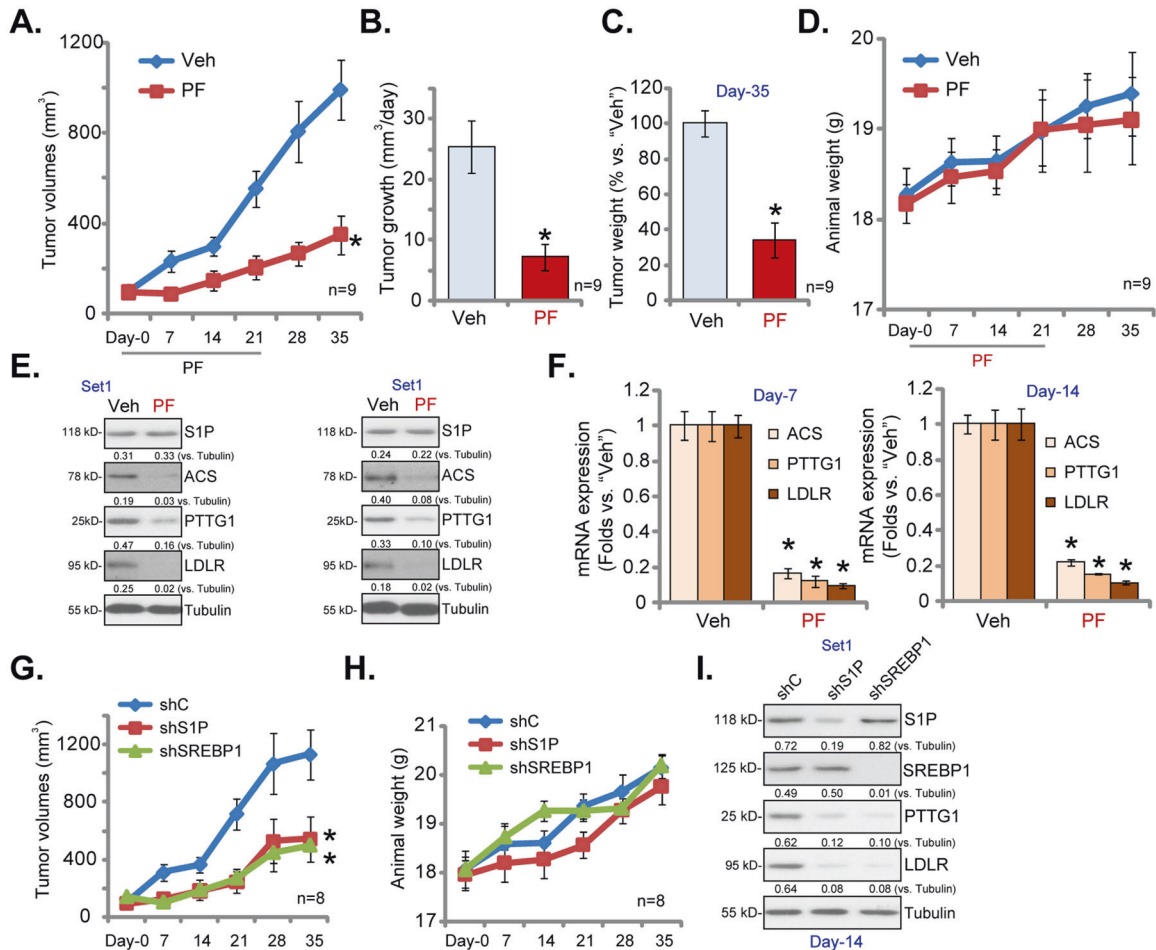 A.
1200
800
400
0
Tumor volumes (mm³)
Veh
PF
*
n=9
Day-0 7 14 21 28 35
PF
B.
40
30
20
10
0
Tumor growth (mm³/day)
*
n=9
Veh PF
C.
120
100
80
60
40
20
0
Tumor weight (% vs. “Veh”)
Day-35
*
n=9
Veh PF
D.
20
19
18
17
Animal weight (g)
Veh
PF
n=9
Day-0 7 14 21 28 35
PF
E.
Set1
Veh PF
118 kD- S1P
0.31 0.33 (vs. Tubulin)
78 kD- ACS
0.19 0.03 (vs. Tubulin)
25kD- PTTG1
0.47 0.16 (vs. Tubulin)
95 kD- LDLR
0.25 0.02 (vs. Tubulin)
55 kD- Tubulin
Set1
Veh PF
118 kD- S1P
0.24 0.22 (vs. Tubulin)
78 kD- ACS
0.40 0.08 (vs. Tubulin)
25kD- PTTG1
0.33 0.10 (vs. Tubulin)
95 kD- LDLR
0.18 0.02 (vs. Tubulin)
55 kD- Tubulin
F.
1.2
1
0.8
0.6
0.4
0.2
0
mRNA expression
(Folds vs. “Veh”)
Day-7
ACS
PTTG1
LDLR
* * *
Veh PF
1.2
1
0.8
0.6
0.4
0.2
0
mRNA expression
(Folds vs. “Veh”)
Day-14
ACS
PTTG1
LDLR
* * *
Veh PF
G.
shC
shS1P
shSREBP1
1200
800
400
0
Tumor volumes (mm³)
*
*
n=8
Day-0 7 14 21 28 35
H.
21
20
19
18
17
Animal weight (g)
shC
shS1P
shSREBP1
n=8
Day-0 7 14 21 28 35
I.
Set1
shC shS1P shSREBP1
118 kD- S1P
0.72 0.19 0.82 (vs. Tubulin)
125 kD- SREBP1
0.49 0.50 0.01 (vs. Tubulin)
25 kD- PTTG1
0.62 0.12 0.10 (vs. Tubulin)
95 kD- LDLR
0.64 0.08 0.08 (vs. Tubulin)
55 kD- Tubulin
Day-14